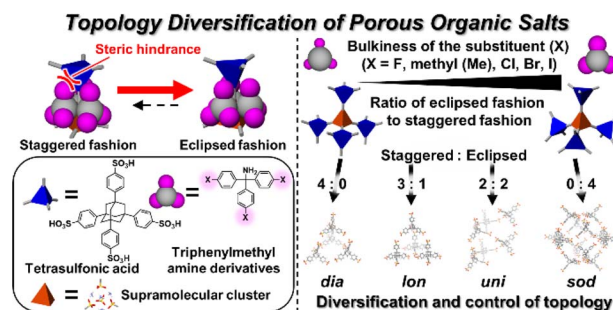 Topology Diversification of Porous Organic Salts
Steric hindrance
Staggered fashion
Eclipsed fashion
=
SO₃H
SO₃H
HO₃S
SO₃H
Tetrasulfonic acid
=
NH₂
X
X
X
Triphenylmethyl
amine derivatives
= Supramolecular cluster
Bulkiness of the substituent (X)
(X = F, methyl (Me), Cl, Br, I)
Ratio of eclipsed fashion
to staggered fashion
Staggered : Eclipsed
4 : 0 3 : 1 2 : 2 0 : 4
dia lon uni sod
Diversification and control of topology